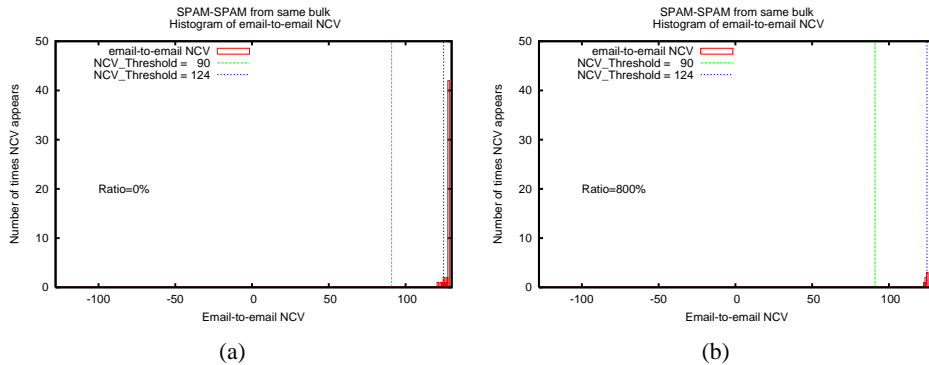 SPAM-SPAM from same bulk
Histogram of email-to-email NCV
50
40
30
20
10
0
Number of times NCV appears
email-to-email NCV
NCV_Threshold = 90
NCV_Threshold = 124
Ratio=0%
-100 -50 0 50 100
Email-to-email NCV
(a)
SPAM-SPAM from same bulk
Histogram of email-to-email NCV
50
40
30
20
10
0
Number of times NCV appears
email-to-email NCV
NCV_Threshold = 90
NCV_Threshold = 124
Ratio=800%
-100 -50 0 50 100
Email-to-email NCV
(b)